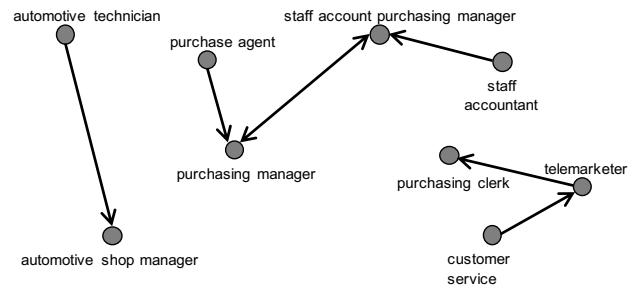 automotive technician
staff account purchasing manager
purchase agent
staff
accountant
purchasing manager
purchasing clerk
telemarketer
automotive shop manager
customer
service